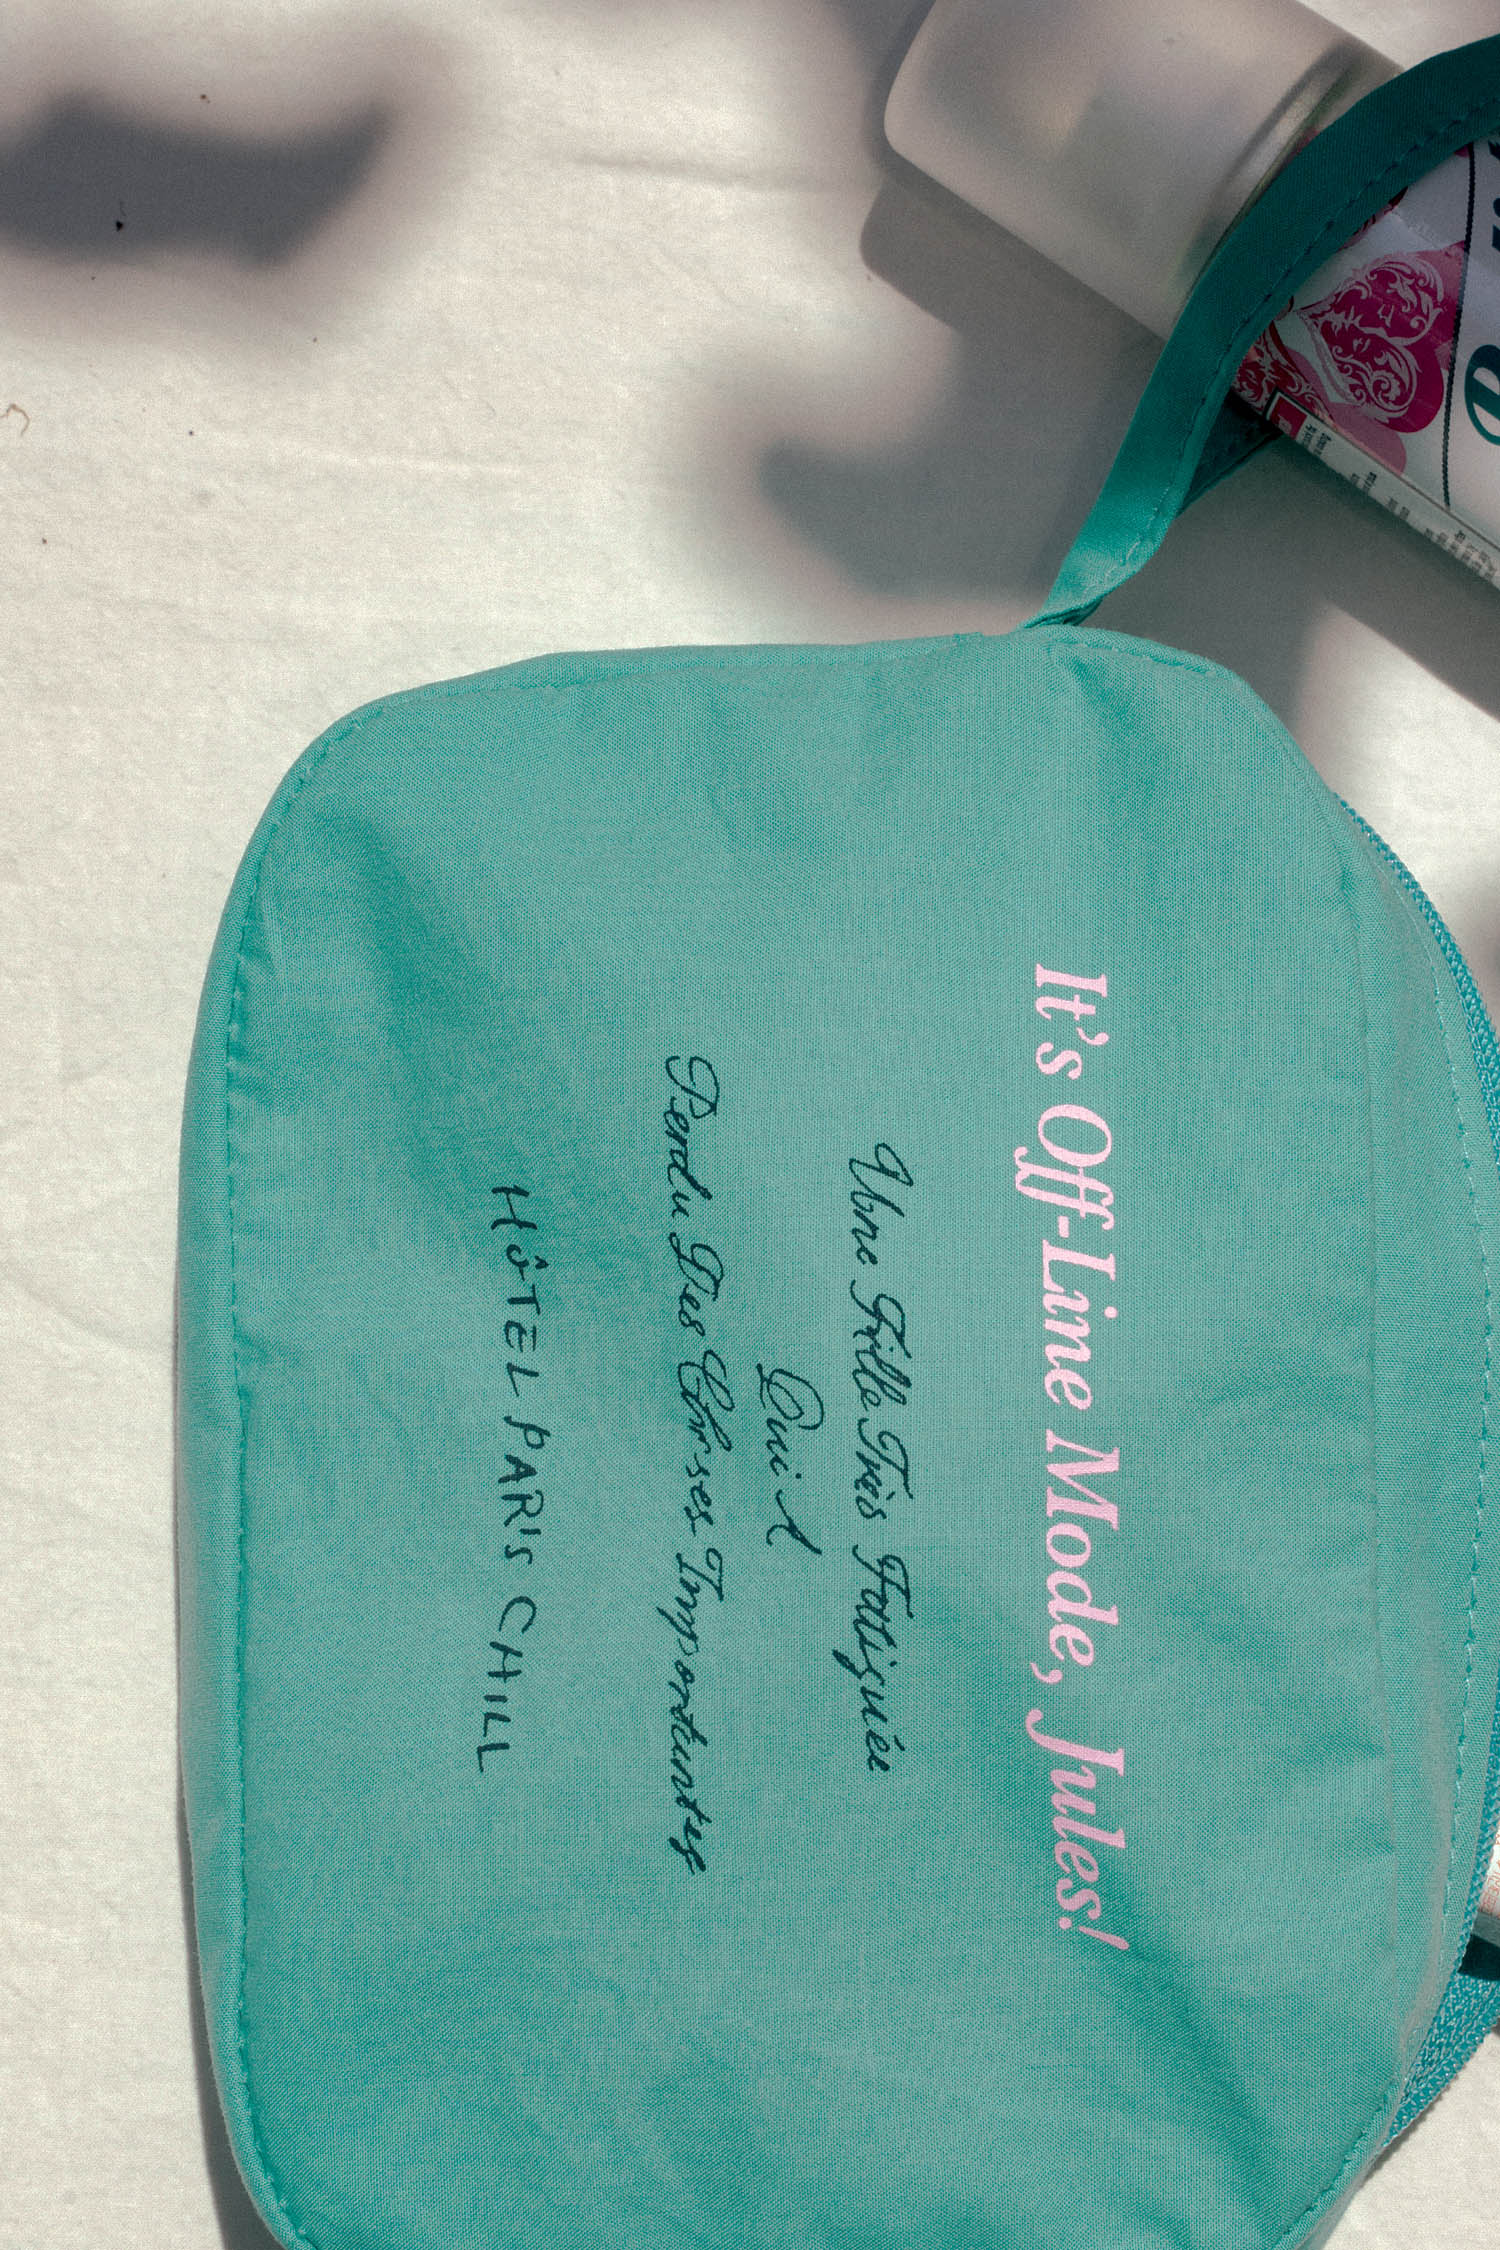 It's Off-Line Mode, Jules!
Une Fille Très Fatiguée
Qui A
Perdu Des Choses Importantes
HÔTEL PARIS CHILL